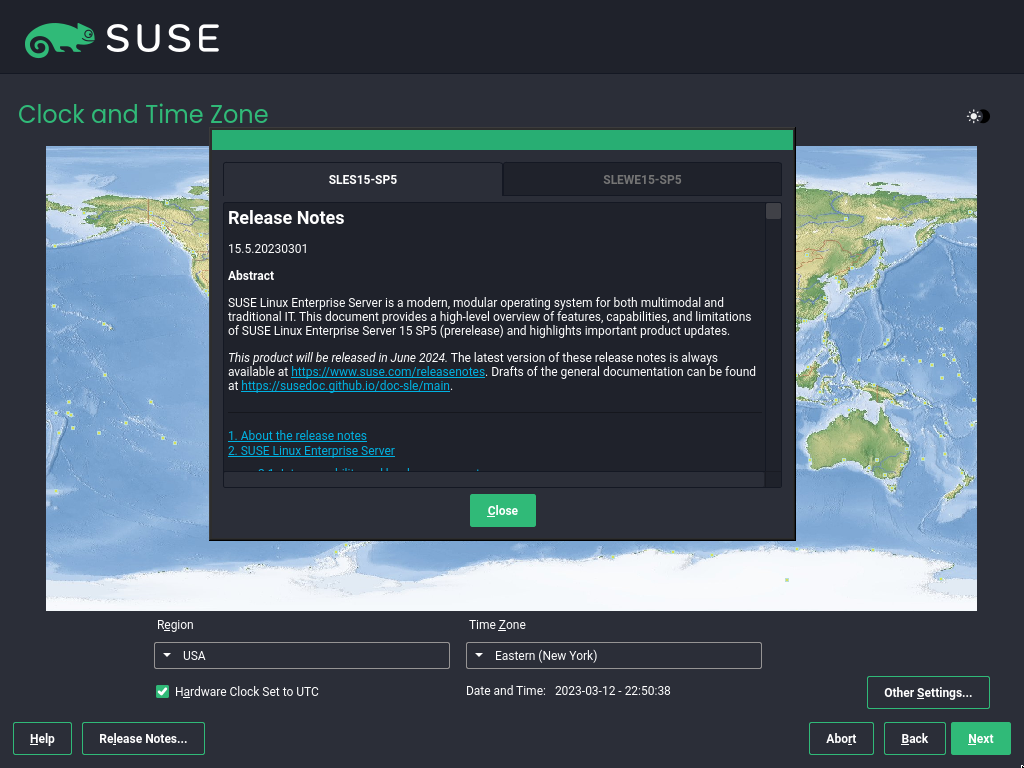 SUSE
Clock and Time Zone
SLES15-SP5
SLEWE15-SP5
Release Notes
15.5.20230301
Abstract
SUSE Linux Enterprise Server is a modern, modular operating system for both multimodal and
traditional IT. This document provides a high-level overview of features, capabilities, and limitations
of SUSE Linux Enterprise Server 15 SP5 (prerelease) and highlights important product updates.
This product will be released in June 2024. The latest version of these release notes is always
available at https://www.suse.com/releasenotes. Drafts of the general documentation can be found
at https://susedoc.github.io/doc-sle/main.
1. About the release notes
2. SUSE Linux Enterprise Server
Close
Region
Time Zone
USA
Eastern (New York)
Hardware Clock Set to UTC
Date and Time: 2023-03-12 - 22:50:38
Other Settings...
Help
Release Notes...
Abort
Back
Next